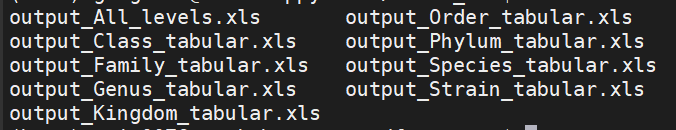 output_All_levels.xls output_Order_tabular.xls
output_Class_tabular.xls output_Phylum_tabular.xls
output_Family_tabular.xls output_Species_tabular.xls
output_Genus_tabular.xls output_Strain_tabular.xls
output_Kingdom_tabular.xls